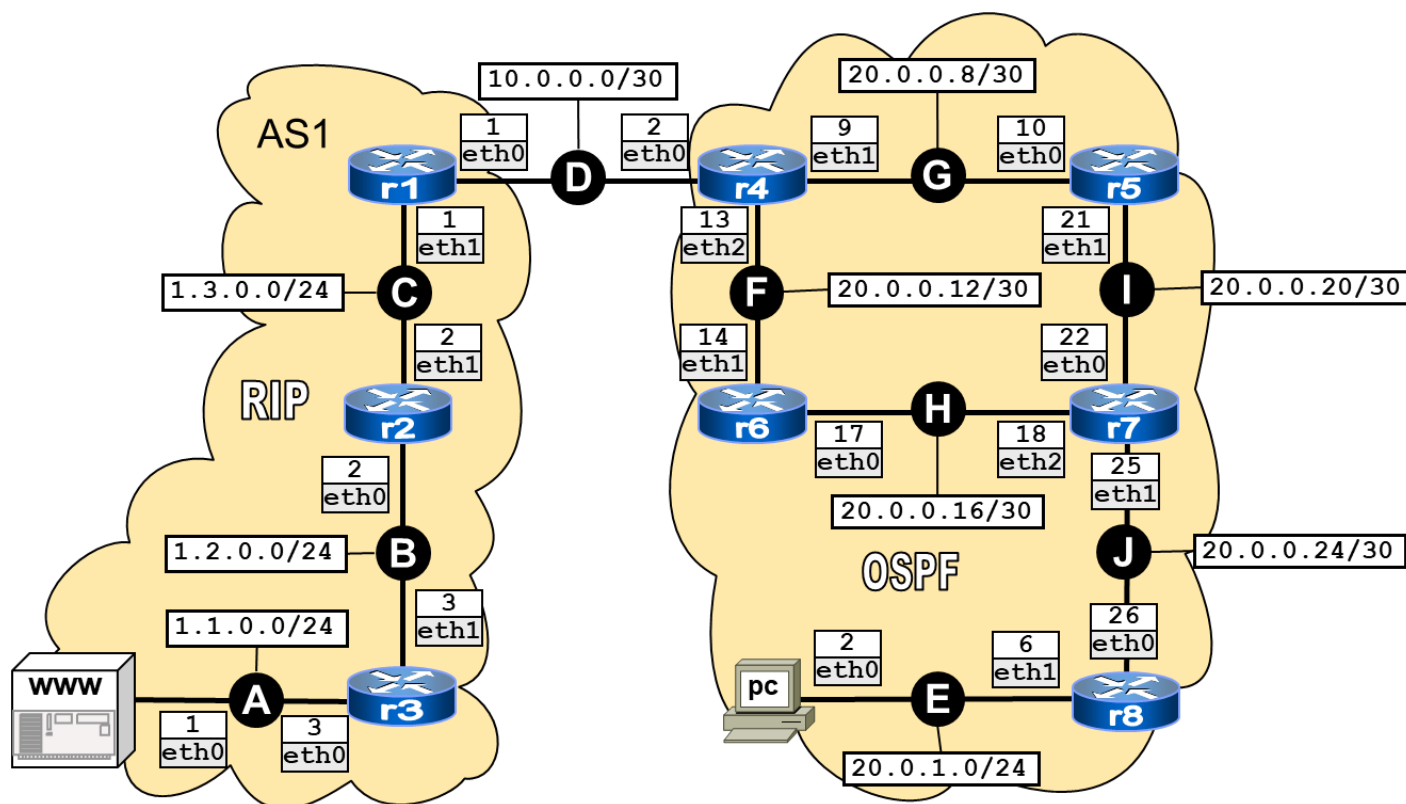 10.0.0.0/30
20.0.0.8/30
AS1
1
eth0
2
eth0
9
eth1
10
eth0
r1
D
r4
G
r5
1
eth1
13
eth2
21
eth1
1.3.0.0/24
C
F
20.0.0.12/30
I
20.0.0.20/30
2
eth1
14
eth1
22
eth0
RIP
r2
r6
H
r7
17
eth0
18
eth2
2
eth0
25
eth1
20.0.0.16/30
1.2.0.0/24
B
J
20.0.0.24/30
OSPF
3
eth1
26
eth0
1.1.0.0/24
2
eth0
6
eth1
www
A
r3
pc
E
r8
1
eth0
3
eth0
20.0.1.0/24